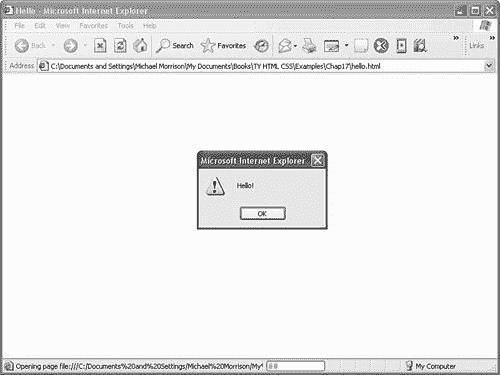 Hello - Microsoft Internet Explorer
File Edit View Favorites Tools Help
Back Search Favorites Links
Address C:\Documents and Settings\Michael Morrison\My Documents\Books\TY HTML CSS\Examples\Chap17\hello.html
Microsoft Internet Explorer
Hello!
OK
Opening page file:///C:/Documents%20and%20Settings/Michael%20Morrison/My% My Computer